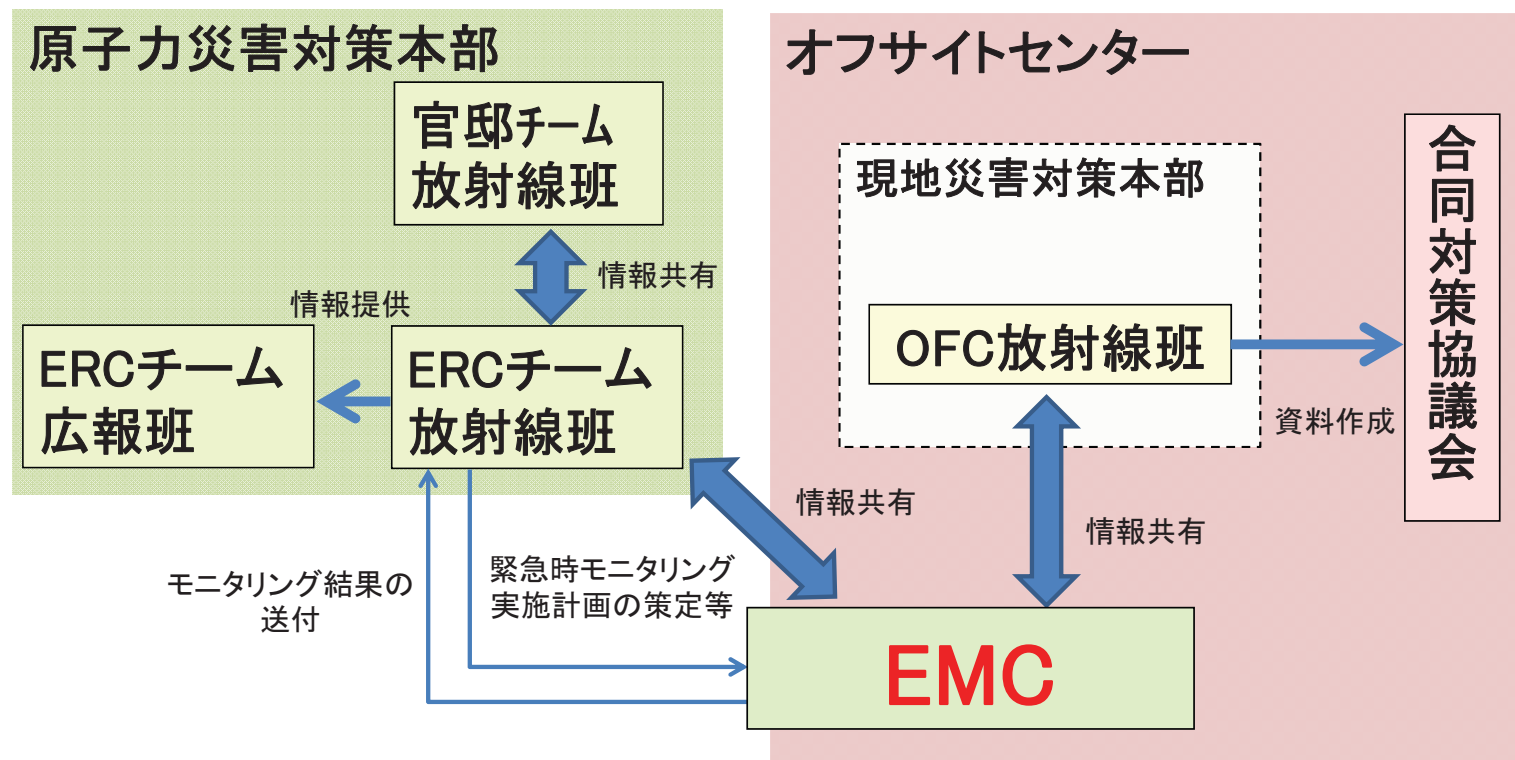 原子力災害対策本部
官邸チーム
放射線班
情報共有
情報提供
ERCチーム
広報班
ERCチーム
放射線班
モニタリング結果の
送付
緊急時モニタリング
実施計画の策定等
情報共有
オフサイトセンター
現地災害対策本部
OFC放射線班
資料作成
合同対策協議会
情報共有
EMC